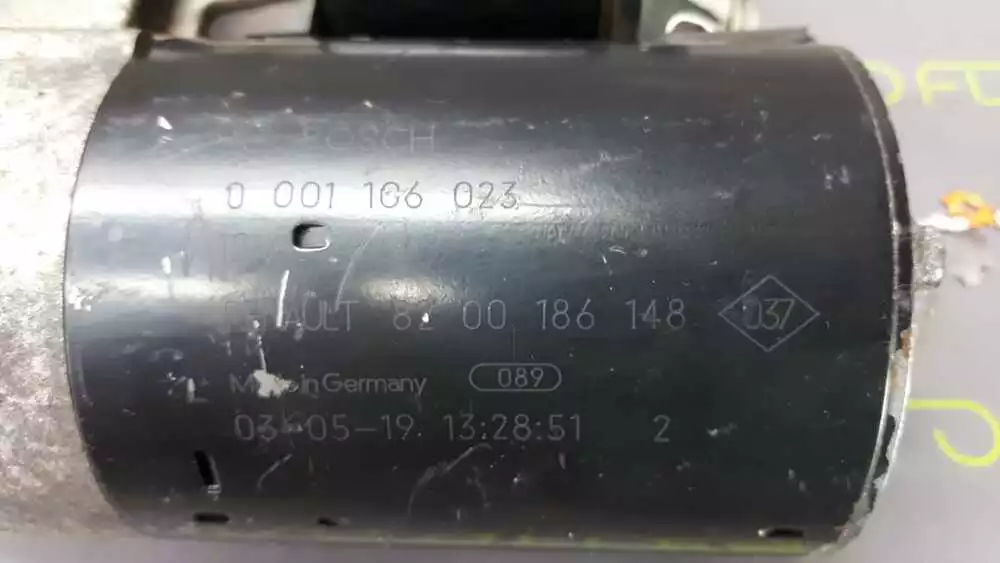 BOSCH
0 001 106 023
RENAULT 82 00 186 148 037
Made in Germany 089
03-05-19 13:28:51 2